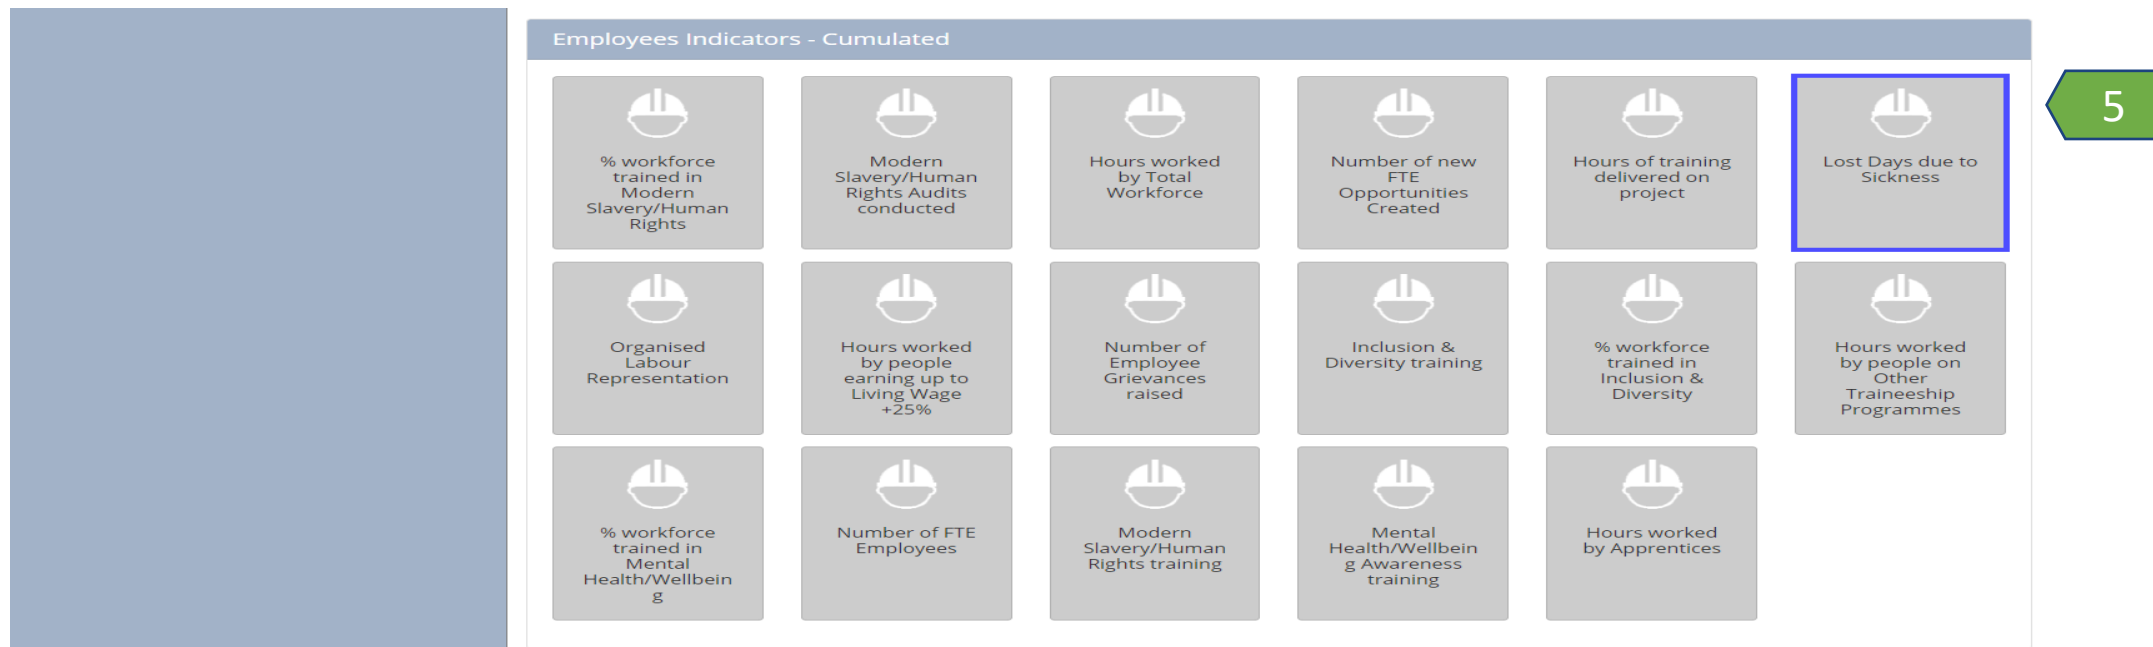 Employees Indicators - Cumulated
5
% workforce
trained in
Modern
Slavery/Human
Rights
Modern
Slavery/Human
Rights Audits
conducted
Hours worked
by Total
Workforce
Number of new
FTE
Opportunities
Created
Hours of training
delivered on
project
Lost Days due to
Sickness
Organised
Labour
Representation
Hours worked
by people
earning up to
Living Wage
+25%
Number of
Employee
Grievances
raised
Inclusion &
Diversity training
% workforce
trained in
Inclusion &
Diversity
Hours worked
by people on
Other
Traineeship
Programmes
% workforce
trained in
Mental
Health/Wellbein
g
Number of FTE
Employees
Modern
Slavery/Human
Rights training
Mental
Health/Wellbein
g Awareness
training
Hours worked
by Apprentices